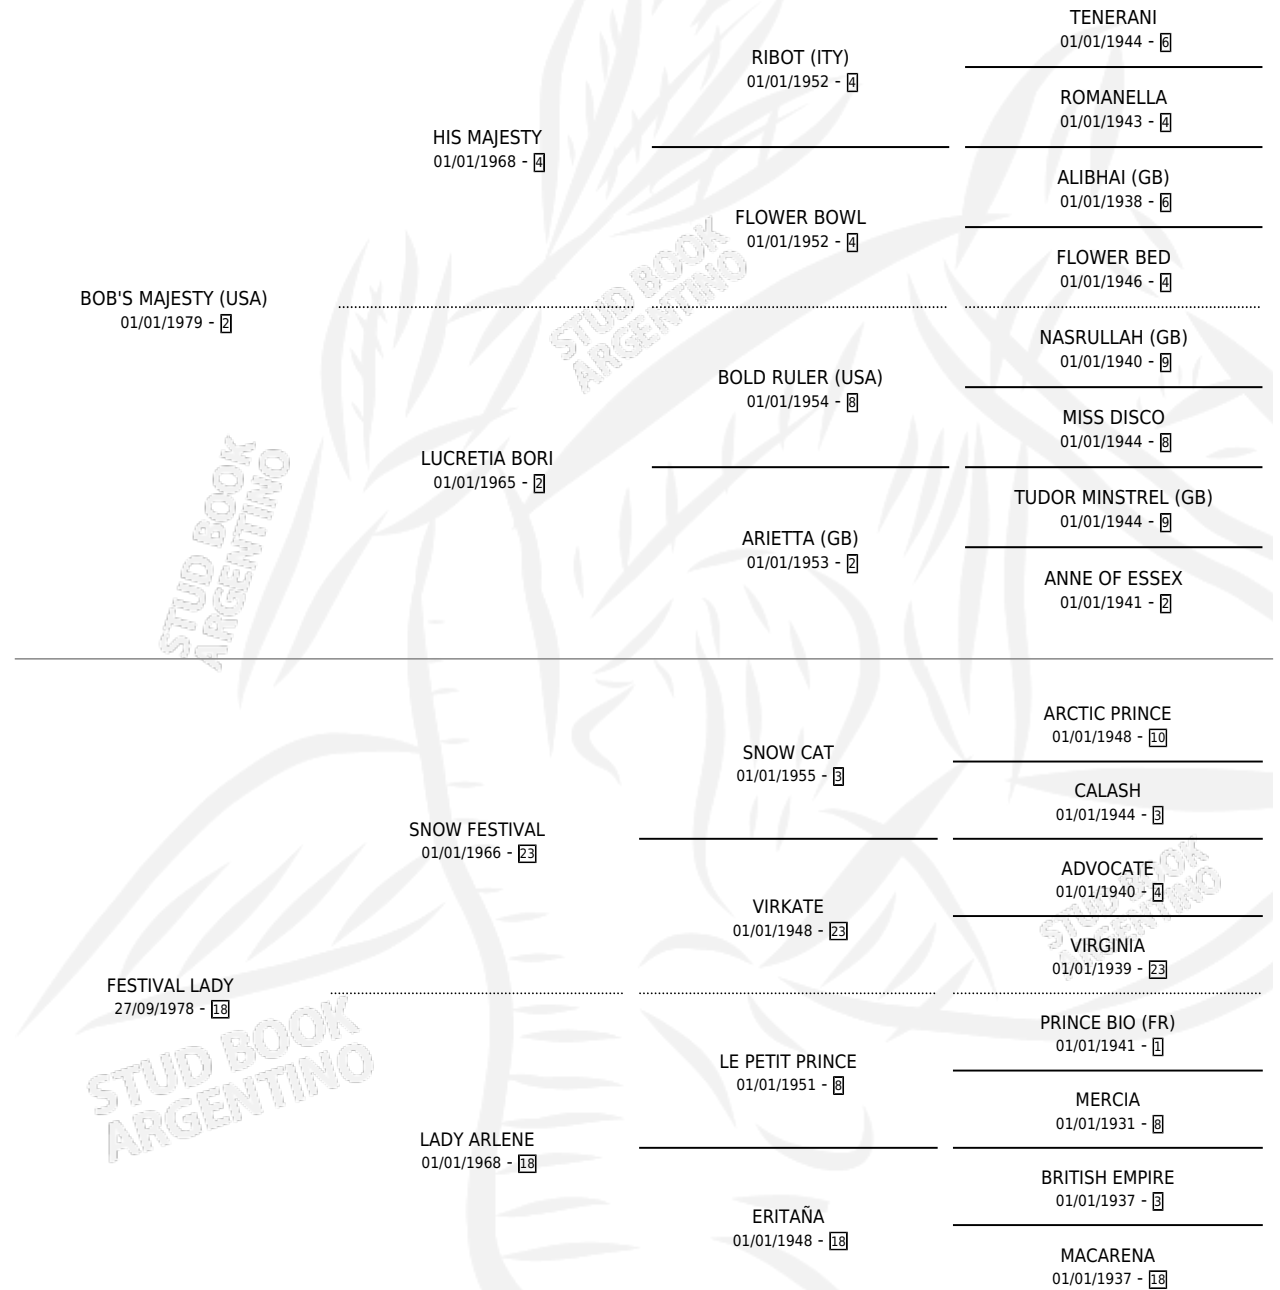 TENERANI
01/01/1944 - 6
RIBOT (ITY)
01/01/1952 - 4
ROMANELLA
01/01/1943 - 4
HIS MAJESTY
01/01/1968 - 4
ALIBHAI (GB)
01/01/1938 - 6
FLOWER BOWL
01/01/1952 - 4
FLOWER BED
01/01/1946 - 4
BOB'S MAJESTY (USA)
01/01/1979 - 2
STUD BOOK
ARGENTINO
NASRULLAH (GB)
01/01/1940 - 9
BOLD RULER (USA)
01/01/1954 - 8
MISS DISCO
01/01/1944 - 8
LUCRETIA BORI
01/01/1965 - 2
TUDOR MINSTREL (GB)
01/01/1944 - 9
ARIETTA (GB)
01/01/1953 - 2
ANNE OF ESSEX
01/01/1941 - 2
STUD BOOK
ARGENTINO
ARCTIC PRINCE
01/01/1948 - 10
SNOW CAT
01/01/1955 - 3
CALASH
01/01/1944 - 3
SNOW FESTIVAL
01/01/1966 - 23
ADVOCATE
01/01/1940 - 4
STUD BOOK
ARGENTINO
VIRKATE
01/01/1948 - 23
VIRGINIA
01/01/1939 - 23
FESTIVAL LADY
27/09/1978 - 18
STUD BOOK
ARGENTINO
PRINCE BIO (FR)
01/01/1941 - 1
LE PETIT PRINCE
01/01/1951 - 8
MERCIA
01/01/1931 - 8
LADY ARLENE
01/01/1968 - 18
BRITISH EMPIRE
01/01/1937 - 3
ERITAÑA
01/01/1948 - 18
MACARENA
01/01/1937 - 18